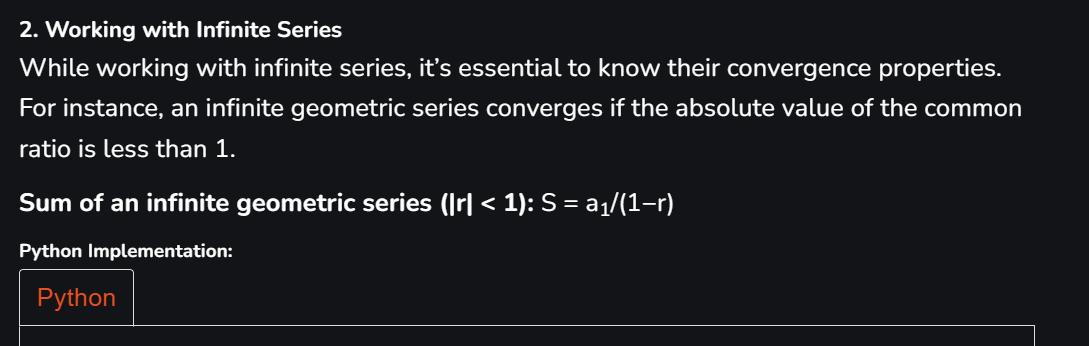 2. Working with Infinite Series
While working with infinite series, it’s essential to know their convergence properties.
For instance, an infinite geometric series converges if the absolute value of the common
ratio is less than 1.
Sum of an infinite geometric series (|r| < 1): S = a₁/(1−r)
Python Implementation:
Python